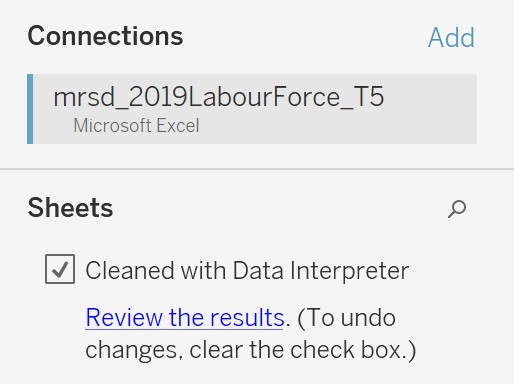 Connections
Add
mrsd_2019LabourForce_T5
Microsoft Excel
Sheets
Cleaned with Data Interpreter
Review the results. (To undo
changes, clear the check box.)